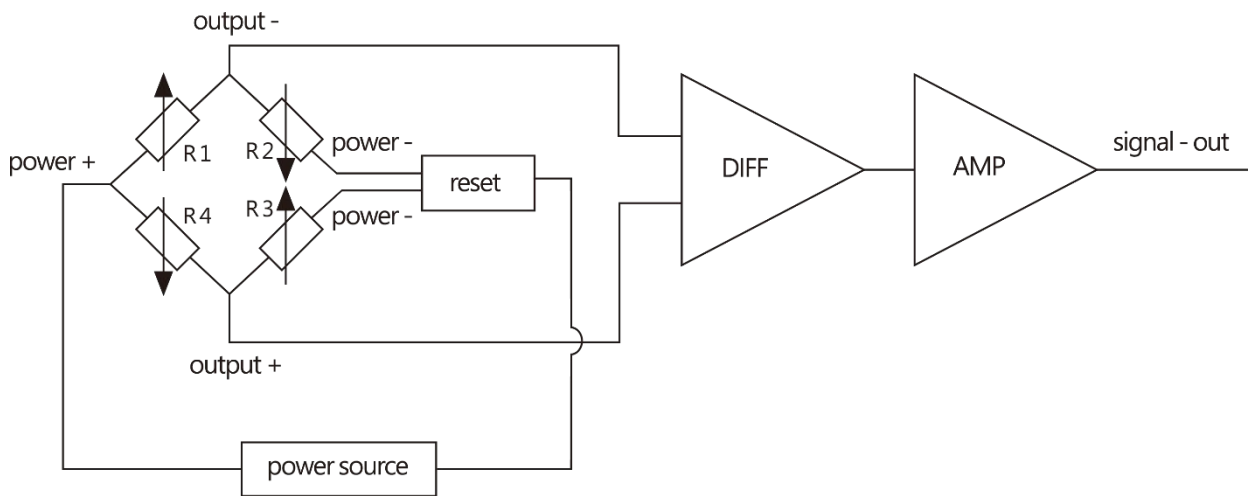 output -
R1
R2
power -
power +
reset
R4
R3
power -
output +
power source
DIFF
AMP
signal - out